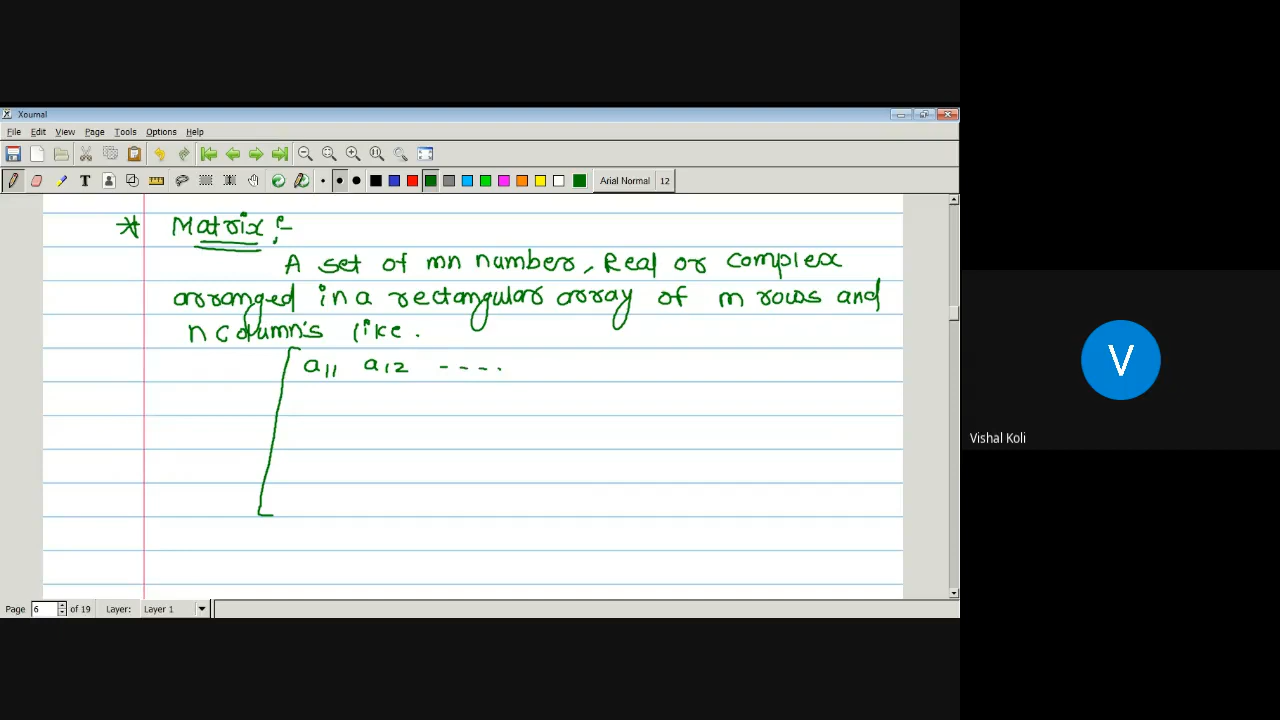 Xournal
File Edit View Page Tools Options Help
T Arial Normal 12
* Matrix :-
A set of mn numbers, Real or complex
arranged in a rectangular array of m rows and
n column's like.
a11 a12 ----.
V
Vishal Koli
Page 6 of 19 Layer: Layer 1